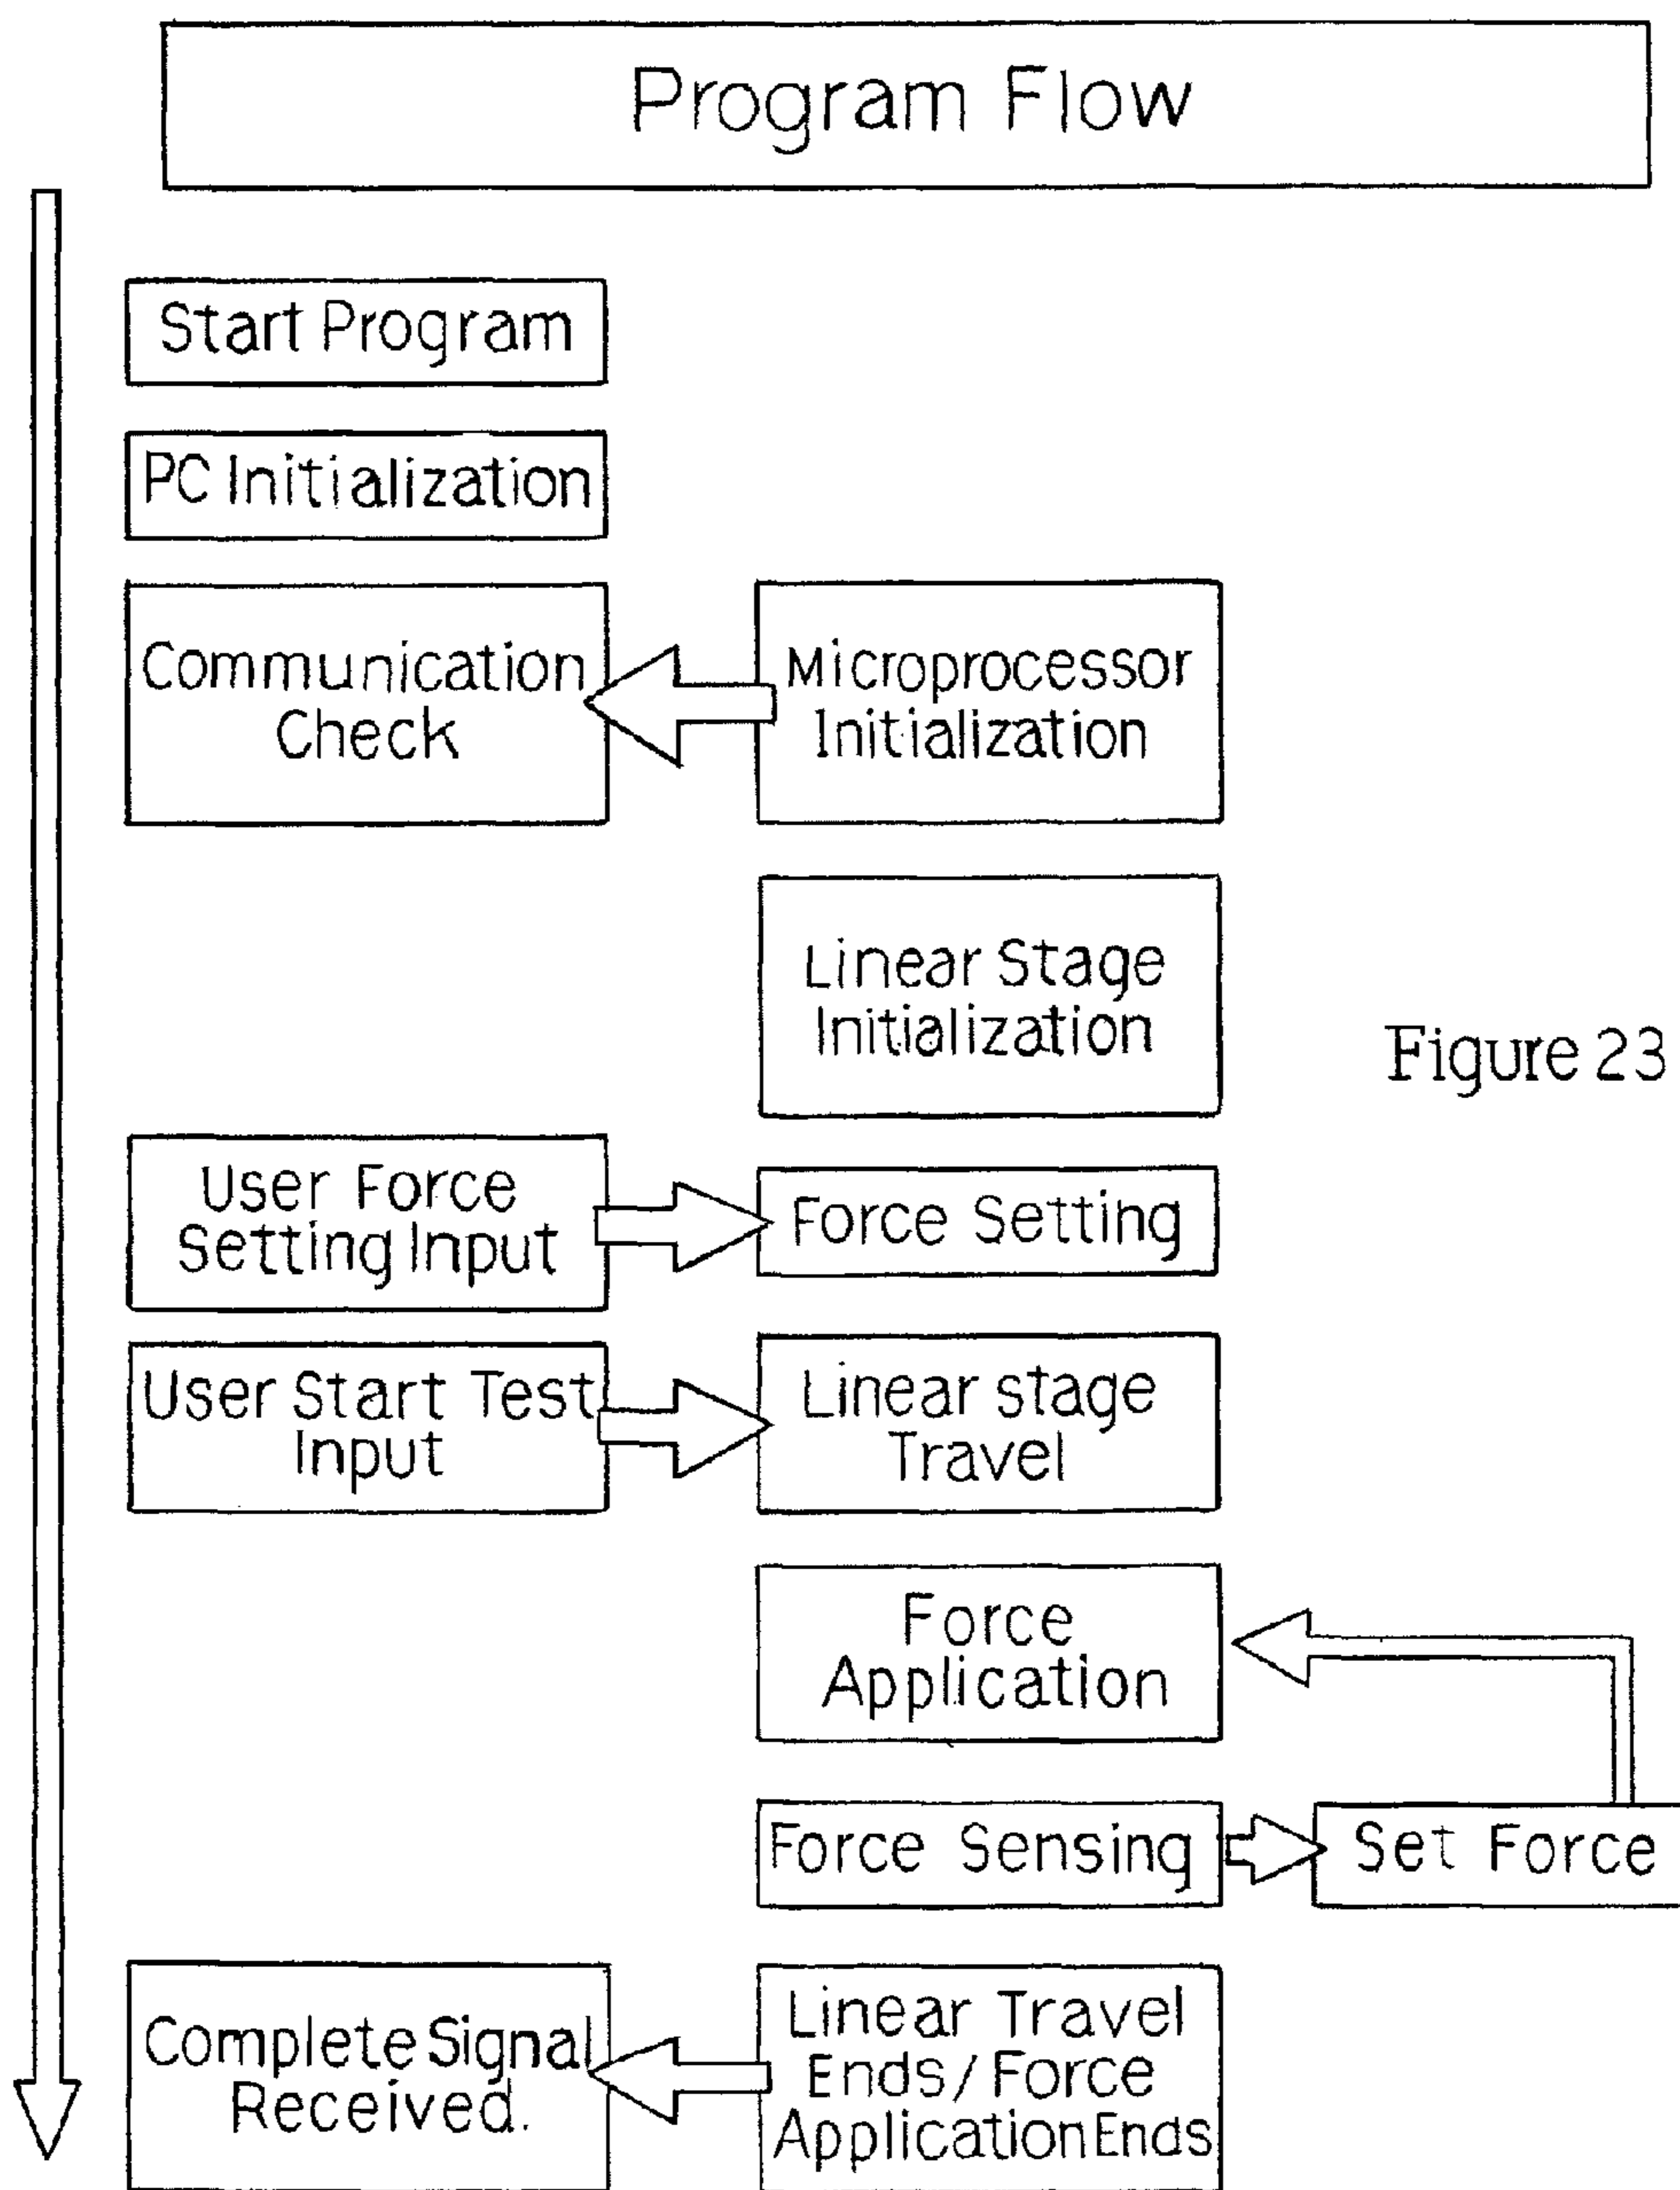 Program Flow
Start Program
PC Initialization
Communication
Check
Microprocessor
Initialization
Linear Stage
Initialization
Figure 23
User Force
Setting Input
Force Setting
User Start Test
Input
Linear stage
Travel
Force
Application
Force Sensing
Set Force
Complete Signal
Received.
Linear Travel
Ends/Force
Application Ends